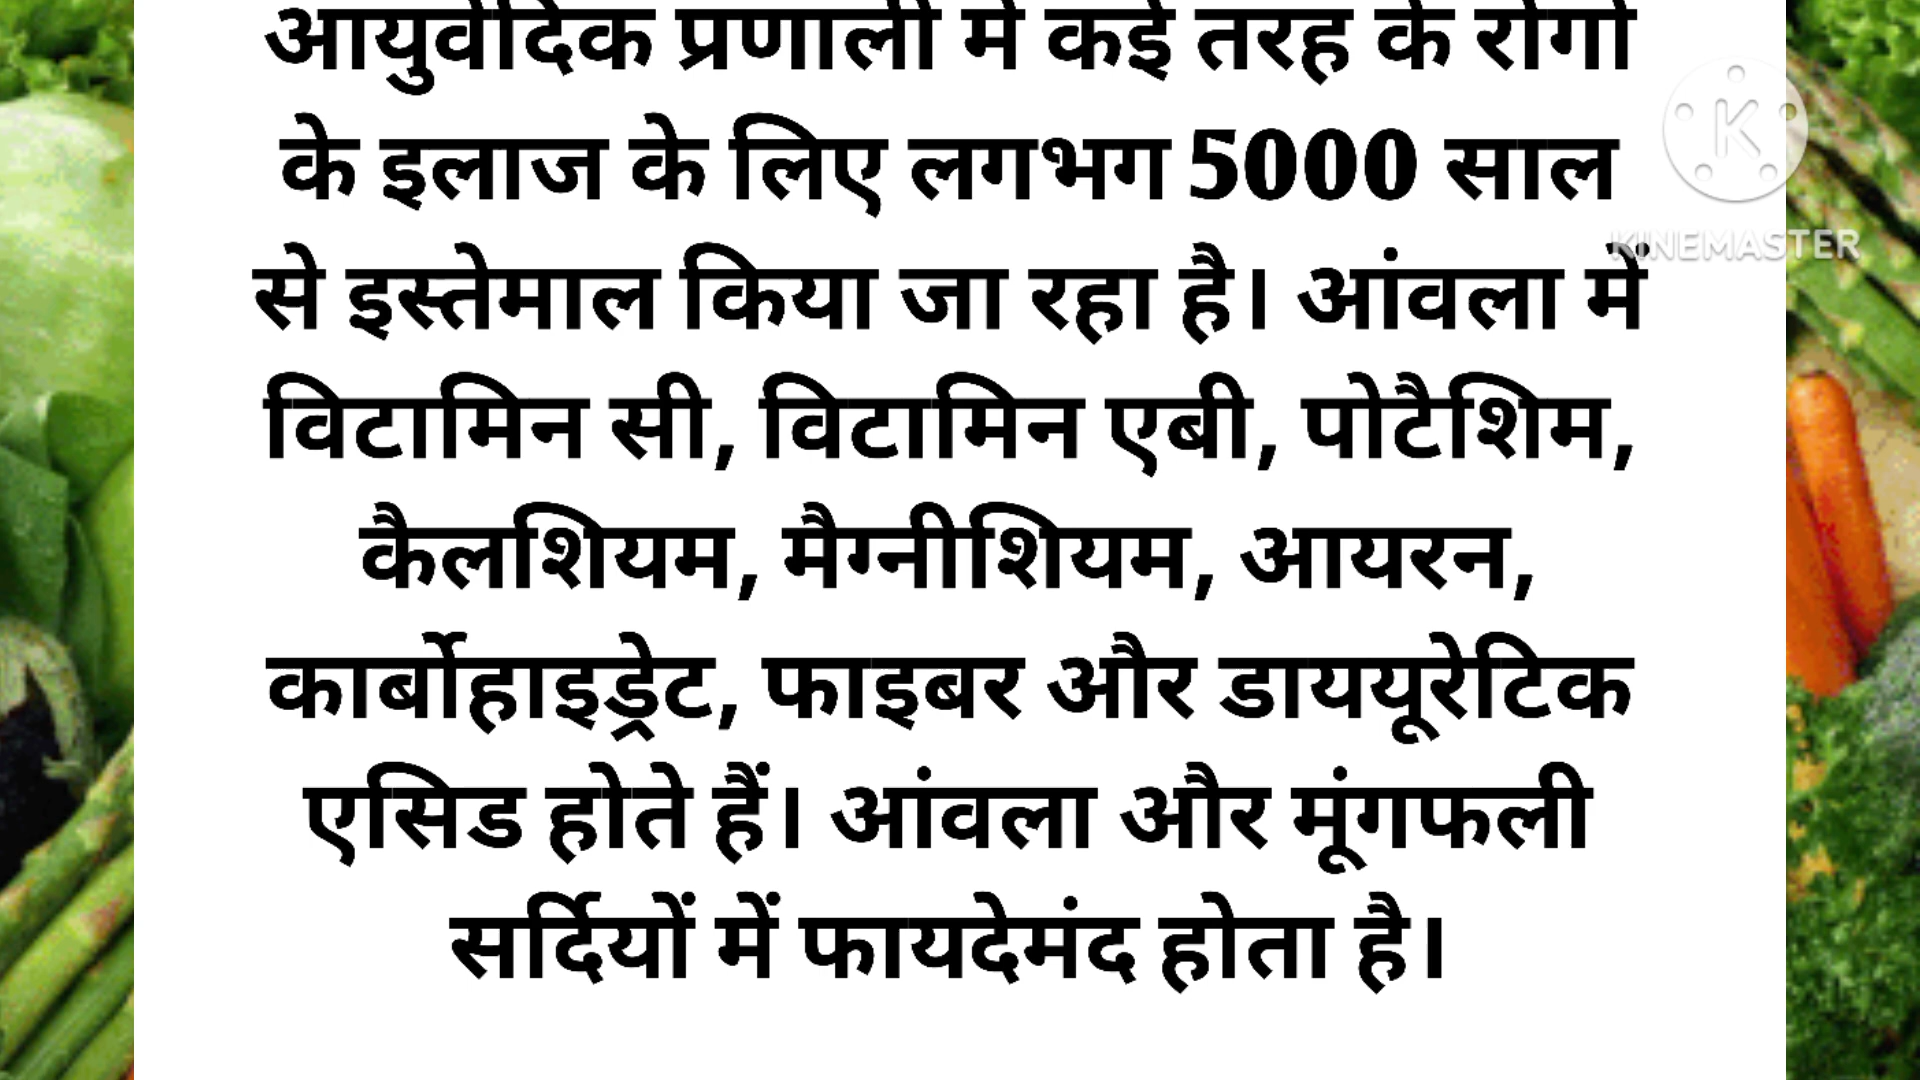 आयुर्वेदिक प्रणाली में कई तरह के रोगों
के इलाज के लिए लगभग 5000 साल
से इस्तेमाल किया जा रहा है। आंवला में
विटामिन सी, विटामिन एबी, पोटैशिम,
कैलशियम, मैग्नीशियम, आयरन,
कार्बोहाइड्रेट, फाइबर और डाययूरेटिक
एसिड होते हैं। आंवला और मूंगफली
सर्दियों में फायदेमंद होता है।
K
KINEMASTER